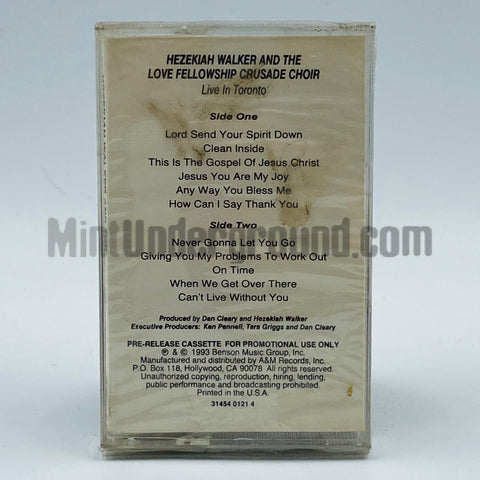 HEZEKIAH WALKER AND THE
LOVE FELLOWSHIP CRUSADE CHOIR
Live In Toronto
Side One
Lord Send Your Spirit Down
Clean Inside
This Is The Gospel Of Jesus Christ
Jesus You Are My Joy
Any Way You Bless Me
How Can I Say Thank You
Side Two
Never Gonna Let You Go
MintUnderground.com
Giving You My Problems To Work Out
On Time
When We Get Over There
Can't Live Without You
Produced by Dan Cleary and Hezekiah Walker
Executive Producers: Ken Pennell, Tara Griggs and Dan Cleary
PRE-RELEASE CASSETTE FOR PROMOTIONAL USE ONLY
℗ & © 1993 Benson Music Group, Inc.
Manufactured and distributed by A&M Records, Inc.
P.O. Box 118, Hollywood, CA 90078 All rights reserved.
Unauthorized copying, reproduction, hiring, lending,
public performance and broadcasting prohibited.
Printed in the U.S.A.
31454 0121 4